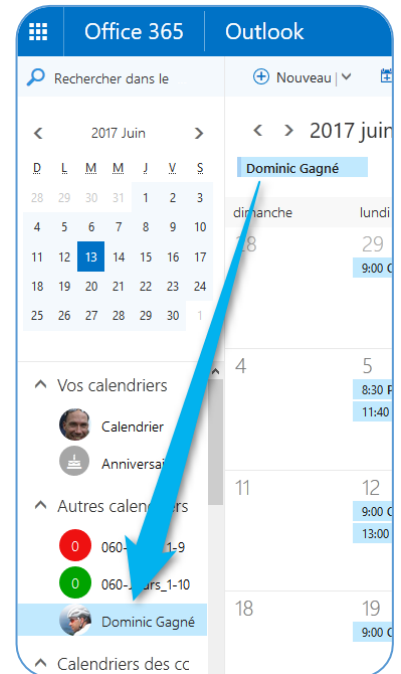 Office 365 Outlook
Rechercher dans le
Nouveau
2017 Juin
2017 juin
D L M M J V S
Dominic Gagné
28 29 30 31 1 2 3
4 5 6 7 8 9 10
11 12 13 14 15 16 17
18 19 20 21 22 23 24
25 26 27 28 29 30 1
dimanche lundi
28 29
9:00
4 5
8:30
11:40
11 12
9:00
13:00
18 19
9:00
Vos calendriers
Calendrier
Autres
0
0
Dominic Gagné
Calendriers des